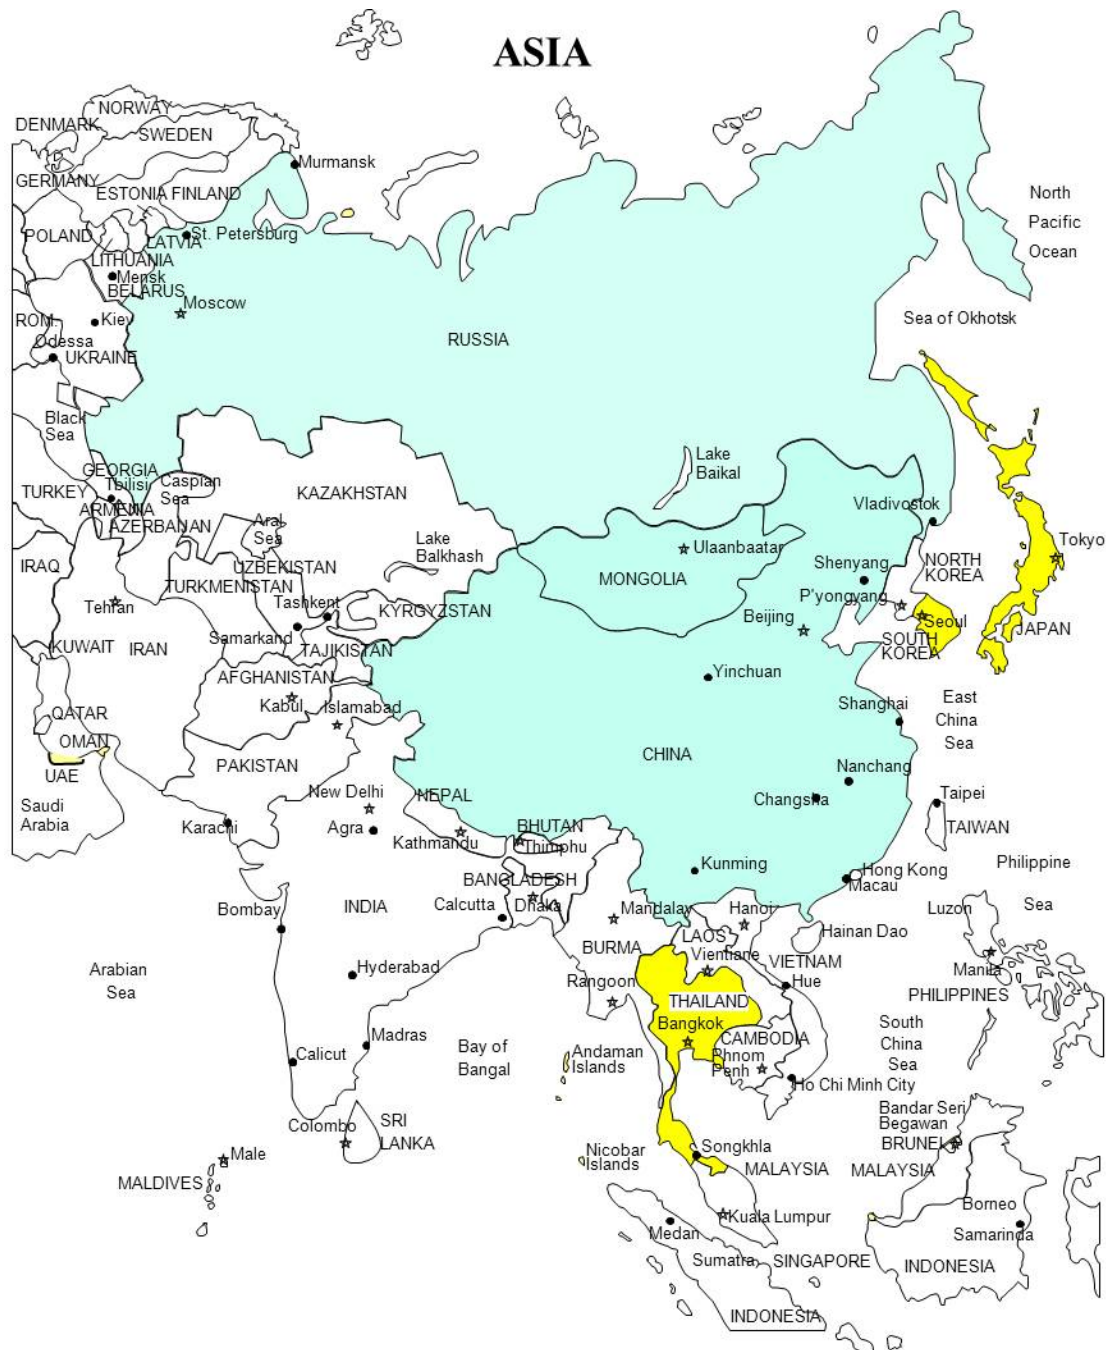 ASIA
NORWAY
DENMARK
SWEDEN
Murmansk
GERMANY
ESTONIA FINLAND
North
Pacific
Ocean
POLAND
St. Petersburg
LATVIA
LITHUANIA
Mensk
BELARUS
Moscow
ROM.
Kiev
Sea of Okhotsk
Odessa
UKRAINE
RUSSIA
Black
Sea
Lake
Baikal
GEORGIA
Tbilisi
Caspian
Sea
TURKEY
ARMENIA
AZERBANAN
KAZAKHSTAN
Vladivostok
Aral
Sea
Lake
Balkhash
Ulaanbaatar
Tokyo
IRAQ
UZBEKISTAN
TURKMENISTAN
MONGOLIA
Shenyang
NORTH
KOREA
P'yongyang
Tehran
Tashkent
KYRGYZSTAN
Beijing
Seoul
JAPAN
KUWAIT
IRAN
Samarkand
TAJIKISTAN
SOUTH
KOREA
AFGHANISTAN
Yinchuan
Kabul
Islamabad
Shanghai
East
China
Sea
QATAR
OMAN
UAE
PAKISTAN
CHINA
Nanchang
Saudi
Arabia
New Delhi
NEPAL
Changsha
Taipei
Karachi
Agra
Kathmandu
BHUTAN
Thimphu
TAIWAN
Kunming
Hong Kong
Macau
Philippine
Sea
BANGLADESH
Bombay
INDIA
Calcutta
Dhaka
Mandalay
Hanoi
Luzon
Hainan Dao
BURMA
LAOS
Vientiane
VIETNAM
Arabian
Sea
Hyderabad
Rangoon
Hue
Manila
THAILAND
PHILIPPINES
Bangkok
CAMBODIA
South
China
Sea
Madras
Bay of
Bangal
Andaman
Islands
Phnom
Penh
Calicut
Ho Chi Minh City
Colombo
SRI
LANKA
Bandar Seri
Begawan
BRUNEI
Male
Nicobar
Islands
Songkhla
MALAYSIA
MALAYSIA
MALDIVES
Borneo
Kuala Lumpur
Medan
Samarinda
Sumatra
SINGAPORE
INDONESIA
INDONESIA